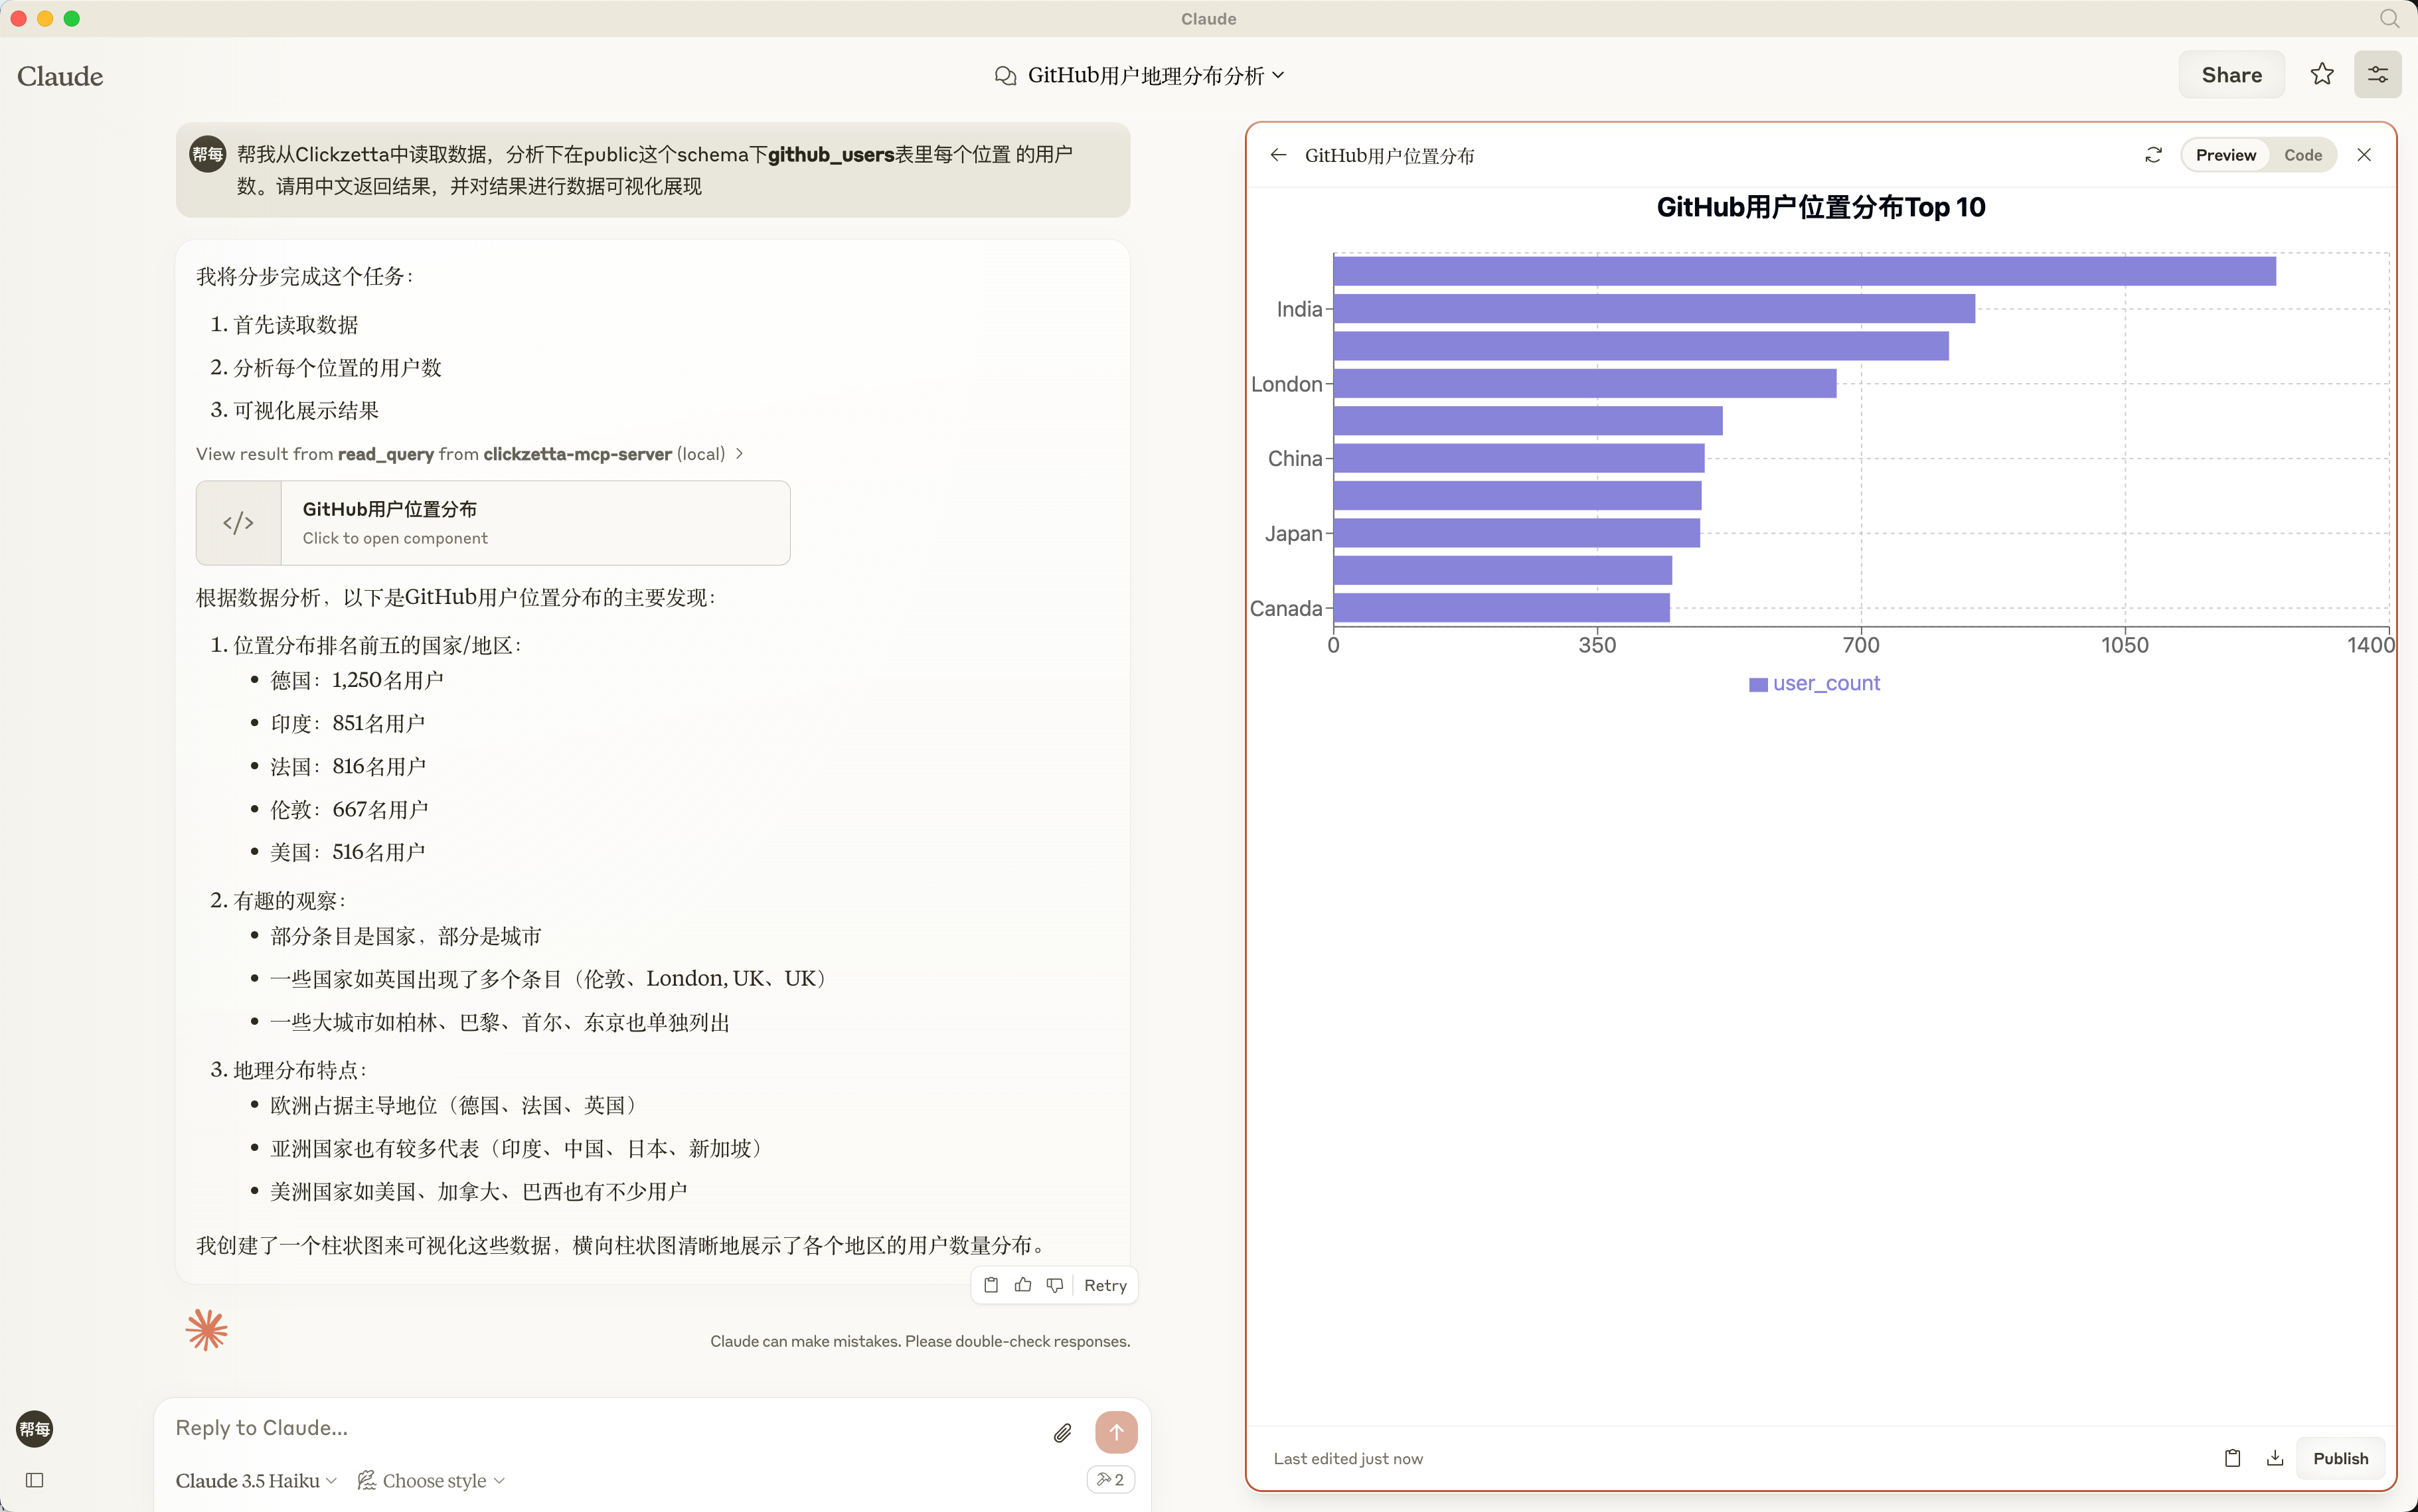 Claude
Claude
GitHub用户地理分布分析
Share
帮每
帮我从Clickzetta中读取数据，分析下在public这个schema下github_users表里每个位置 的用户
数。请用中文返回结果，并对结果进行数据可视化展现
我将分步完成这个任务：
1. 首先读取数据
2. 分析每个位置的用户数
3. 可视化展示结果
View result from read_query from clickzetta-mcp-server (local)
GitHub用户位置分布
Click to open component
根据数据分析，以下是GitHub用户位置分布的主要发现：
1. 位置分布排名前五的国家/地区：
• 德国：1,250名用户
• 印度：851名用户
• 法国：816名用户
• 伦敦：667名用户
• 美国：516名用户
2. 有趣的观察：
• 部分条目是国家，部分是城市
• 一些国家如英国出现了多个条目（伦敦、London, UK、UK）
• 一些大城市如柏林、巴黎、首尔、东京也单独列出
3. 地理分布特点：
• 欧洲占据主导地位（德国、法国、英国）
• 亚洲国家也有较多代表（印度、中国、日本、新加坡）
• 美洲国家如美国、加拿大、巴西也有不少用户
我创建了一个柱状图来可视化这些数据，横向柱状图清晰地展示了各个地区的用户数量分布。
Retry
Claude can make mistakes. Please double-check responses.
帮每
Reply to Claude...
Claude 3.5 Haiku
Choose style
2
GitHub用户位置分布
Preview
Code
GitHub用户位置分布Top 10
India
London
China
Japan
Canada
0 350 700 1050 1400
user_count
Last edited just now
Publish